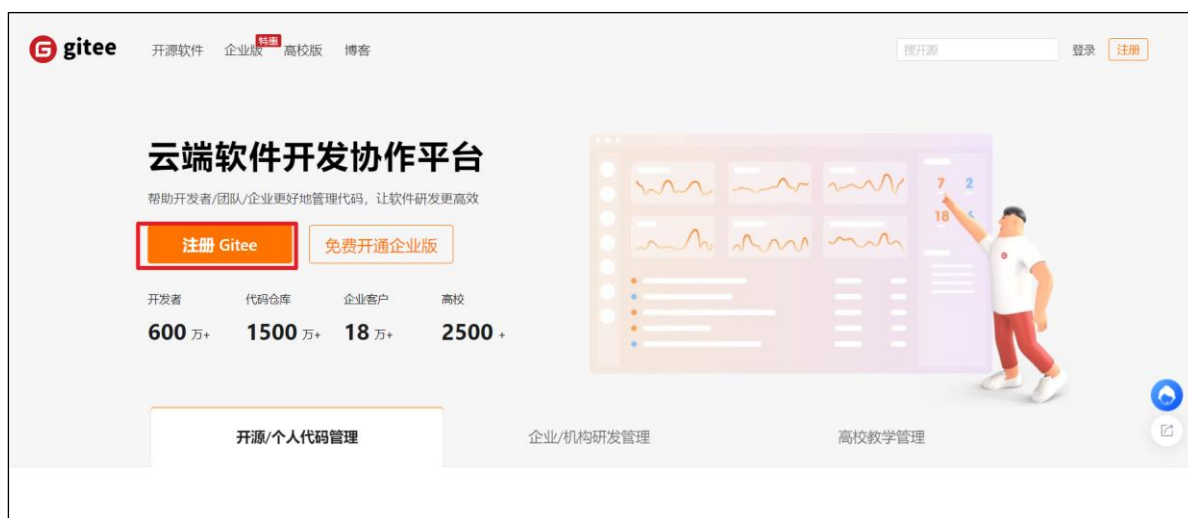 gitee 开源软件 企业版 特惠 高校版 博客 搜开源 登录 注册
云端软件开发协作平台
帮助开发者/团队/企业更好地管理代码，让软件研发更高效
注册 Gitee 免费开通企业版
开发者 代码仓库 企业客户 高校
600 万+ 1500 万+ 18 万+ 2500 +
7 2
18
开源/个人代码管理 企业/机构研发管理 高校教学管理